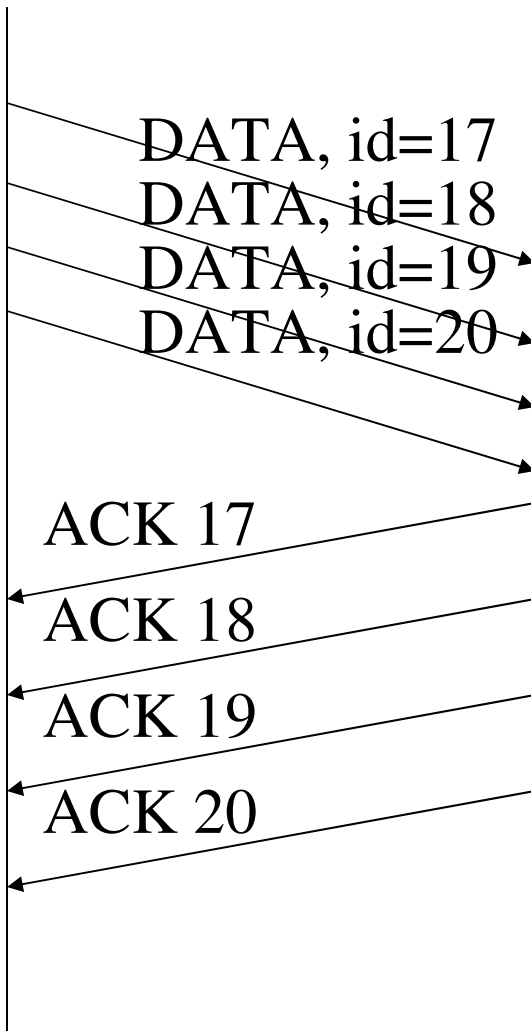 DATA, id=17
DATA, id=18
DATA, id=19
DATA, id=20
ACK 17
ACK 18
ACK 19
ACK 20